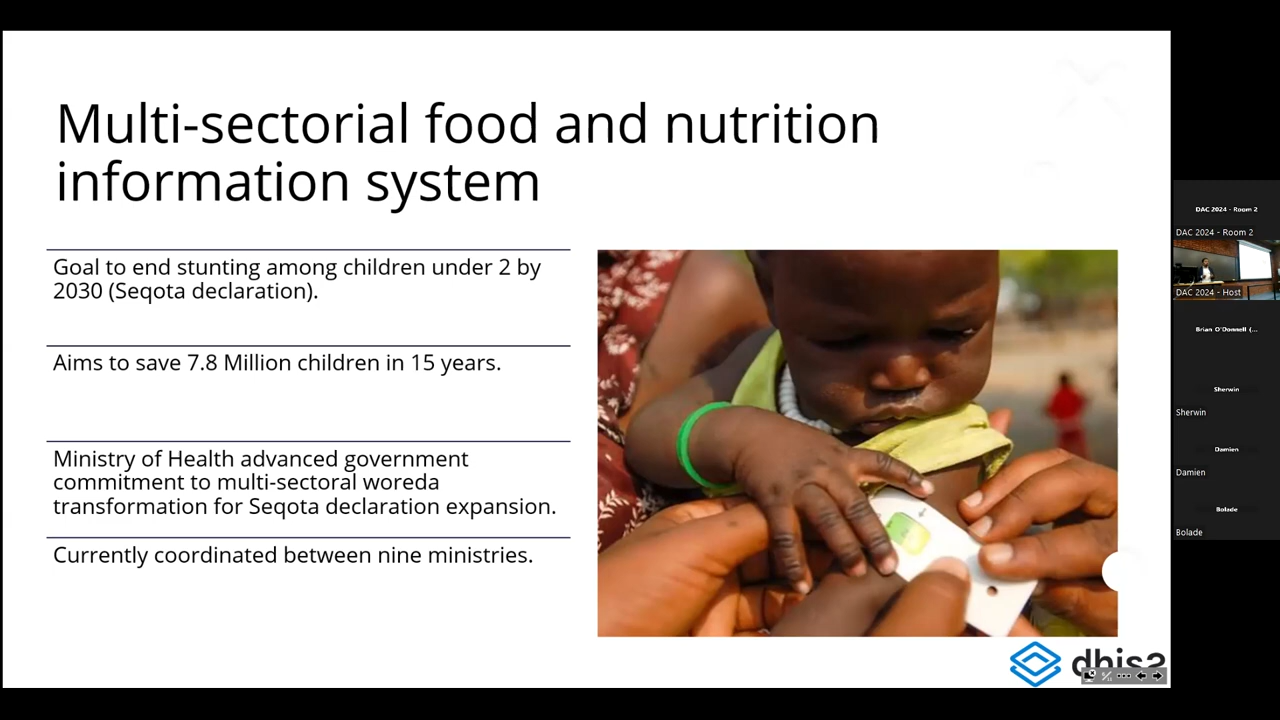 Multi-sectorial food and nutrition
information system
Goal to end stunting among children under 2 by
2030 (Seqota declaration).
Aims to save 7.8 Million children in 15 years.
Ministry of Health advanced government
commitment to multi-sectoral woreda
transformation for Seqota declaration expansion.
Currently coordinated between nine ministries.
dhis2
DAC 2024 - Room 2
DAC 2024 - Room 2
DAC 2024 - Host
Brian O'Donnell (...
Sherwin
Sherwin
Damien
Damien
Bolade
Bolade